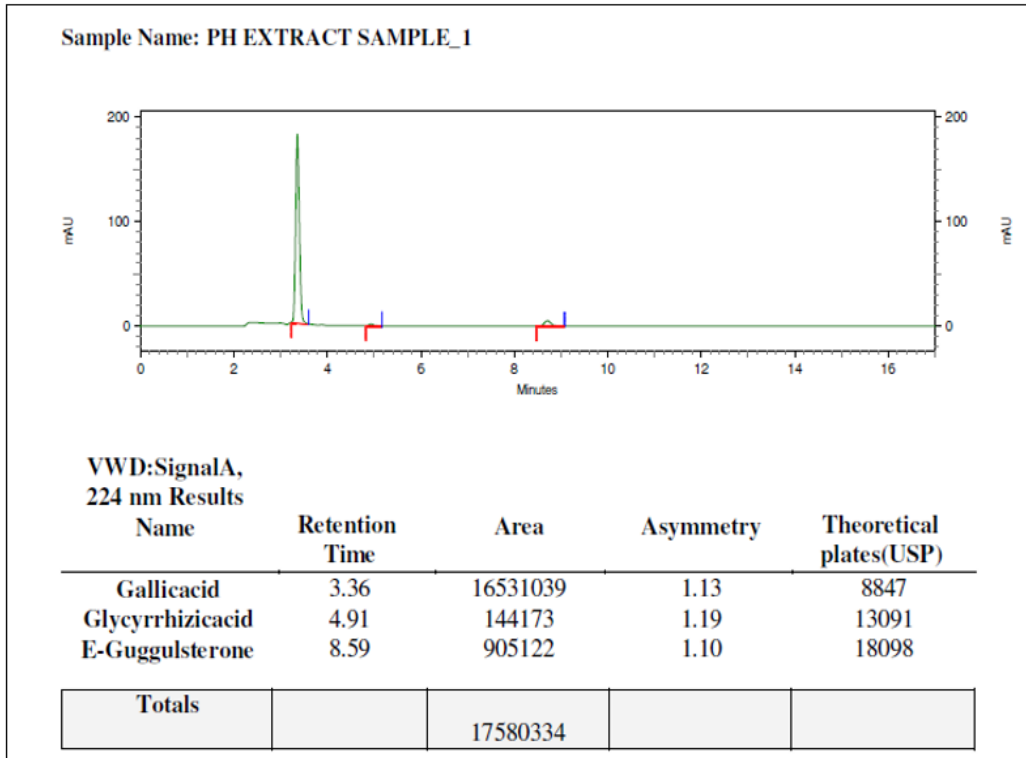 Sample Name: PH EXTRACT SAMPLE_1
200 200
100 100
mAU mAU
0 0
0 2 4 6 8 10 12 14 16
Minutes
VWD:SignalA,
224 nm Results
Name Retention Time Area Asymmetry Theoretical plates(USP)
Gallicacid 3.36 16531039 1.13 8847
Glycyrrhizicacid 4.91 144173 1.19 13091
E-Guggulsterone 8.59 905122 1.10 18098
Totals
17580334